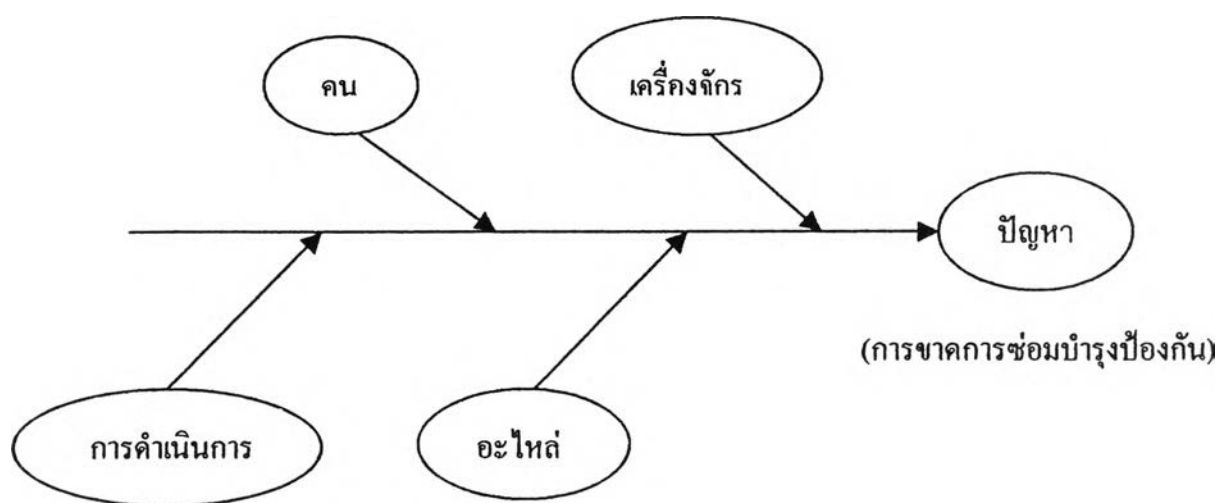 คน
เครื่องจักร
ปัญหา
(การขาดการซ่อมบำรุงป้องกัน)
การดำเนินการ
อะไหล่